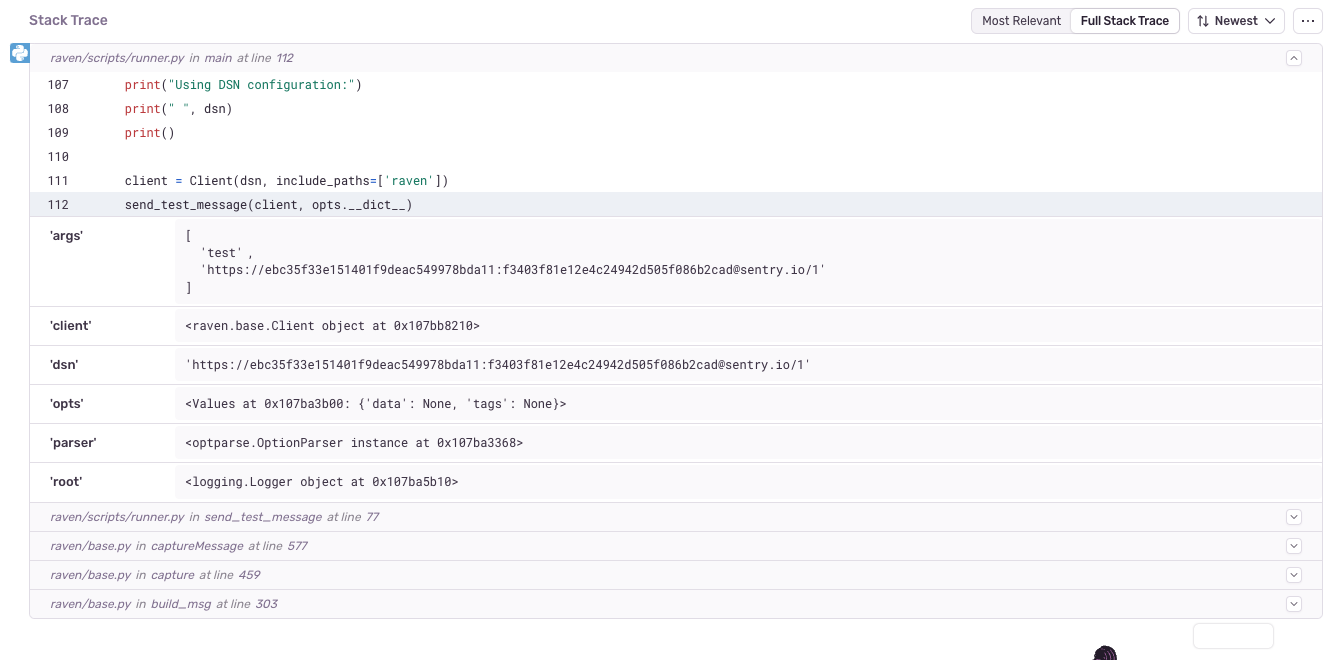 Stack Trace
Most Relevant Full Stack Trace Newest
raven/scripts/runner.py in main at line 112
107 print("Using DSN configuration:")
108 print(" ", dsn)
109 print()
110
111 client = Client(dsn, include_paths=['raven'])
112 send_test_message(client, opts.__dict__)
'args' [
'test',
'https://ebc35f33e151401f9deac549978bda11:f3403f81e12e4c24942d505f086b2cad@sentry.io/1'
]
'client' <raven.base.Client object at 0x107bb8210>
'dsn' 'https://ebc35f33e151401f9deac549978bda11:f3403f81e12e4c24942d505f086b2cad@sentry.io/1'
'opts' <Values at 0x107ba3b00: {'data': None, 'tags': None}>
'parser' <optparse.OptionParser instance at 0x107ba3368>
'root' <logging.Logger object at 0x107ba5b10>
raven/scripts/runner.py in send_test_message at line 77
raven/base.py in captureMessage at line 577
raven/base.py in capture at line 459
raven/base.py in build_msg at line 303